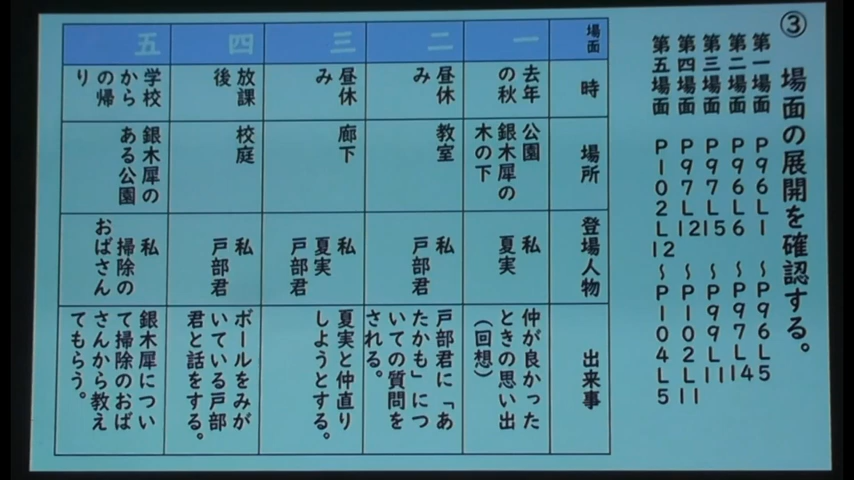 ③　場面の展開を確認する。
第一場面　P96L1　～P96L5
第二場面　P96L6　～P97L14
第三場面　P97L15　～P99L11
第四場面　P97L12　～P102L11
第五場面　P102L12　～P104L5
場面
時
場所
登場人物
出来事
一
去年
の秋
公園
銀木犀の
木の下
私
夏実
仲が良かった
ときの思い出
（回想）
二
昼休
み
教室
私
戸部君
戸部君に「あ
たかも」につ
いての質問を
される。
三
昼休
み
廊下
私
夏実
戸部君
夏実と仲直り
しようとする。
四
放課
後
校庭
私
戸部君
ボールをみが
いている戸部
君と話をする。
五
学校
から
の帰
り
銀木犀の
ある公園
私
掃除の
おばさん
銀木犀につい
て掃除のおば
さんから教え
てもらう。